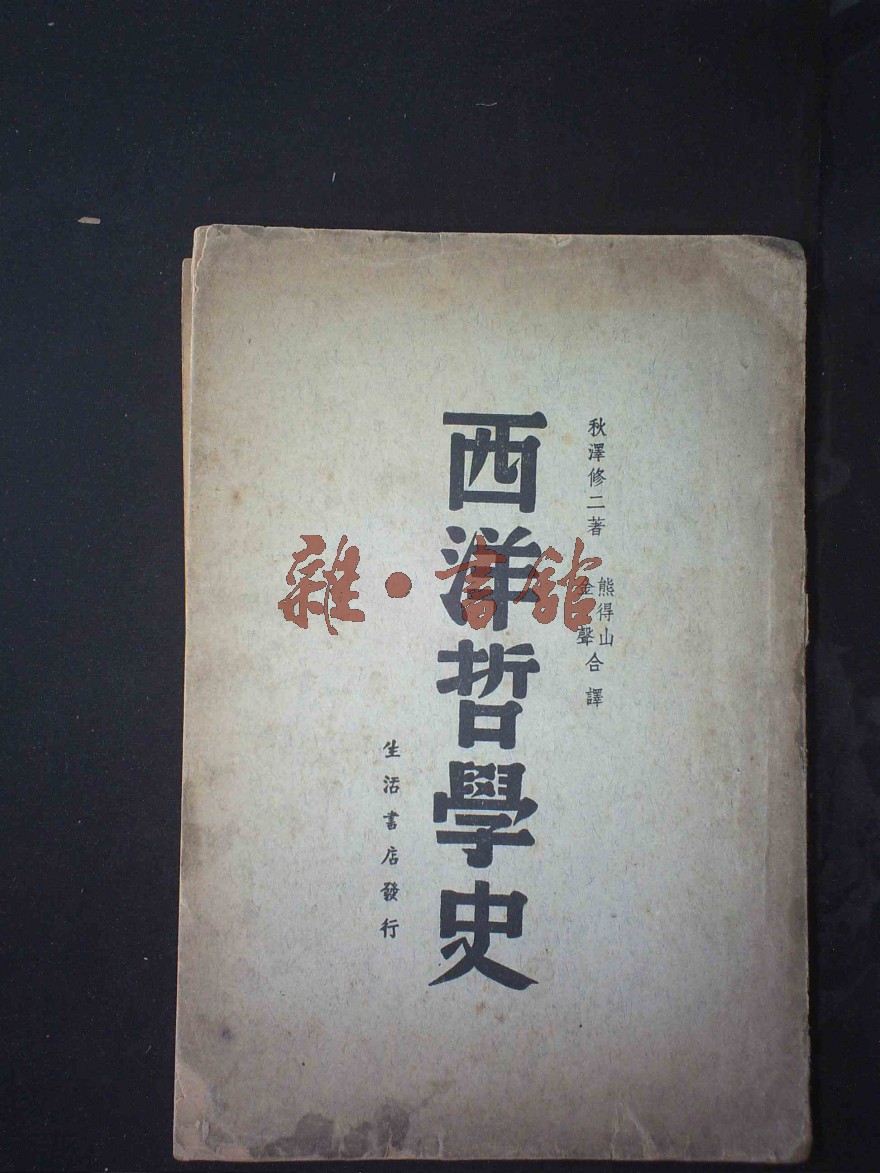 秋澤修二著 熊得山 金聲 合譯
西洋哲學史
生活書店發行
雜·書館